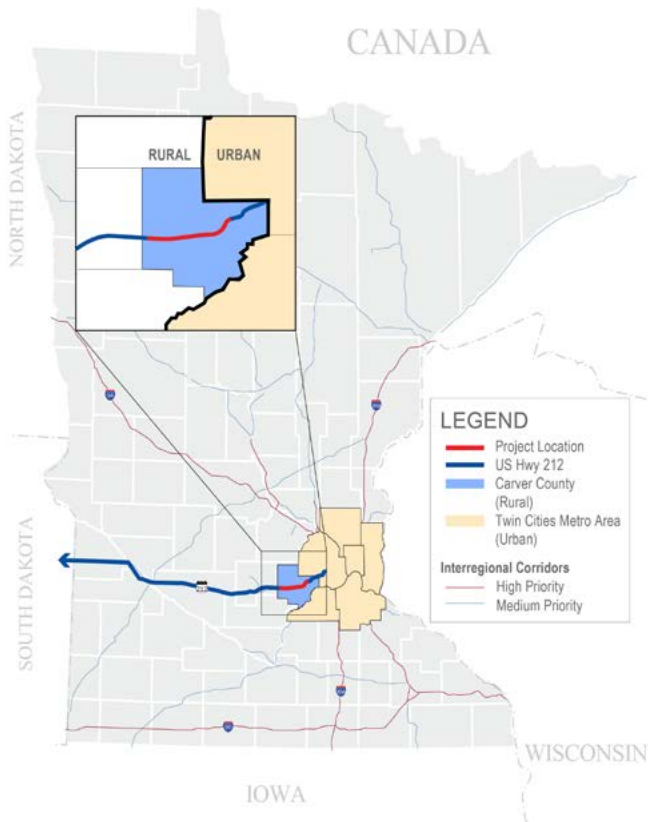 CANADA
NORTH DAKOTA
RURAL
URBAN
LEGEND
Project Location
US Hwy 212
Carver County
(Rural)
Twin Cities Metro Area
(Urban)
Interregional Corridors
High Priority
Medium Priority
SOUTH DAKOTA
WISCONSIN
IOWA